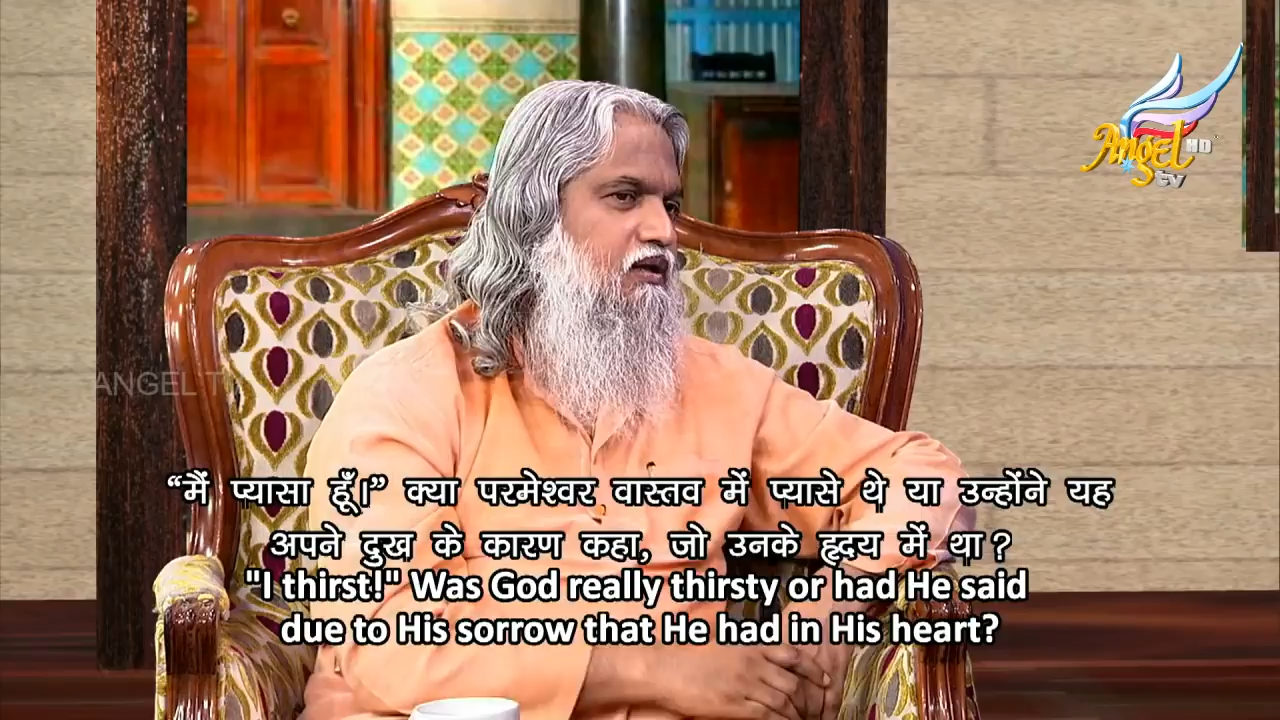 Angel HD
tv
ANGEL T
“मैं प्यासा हूँ।” क्या परमेश्वर वास्तव में प्यासे थे या उन्होंने यह
अपने दुख के कारण कहा, जो उनके हृदय में था?
"I thirst!" Was God really thirsty or had He said
due to His sorrow that He had in His heart?